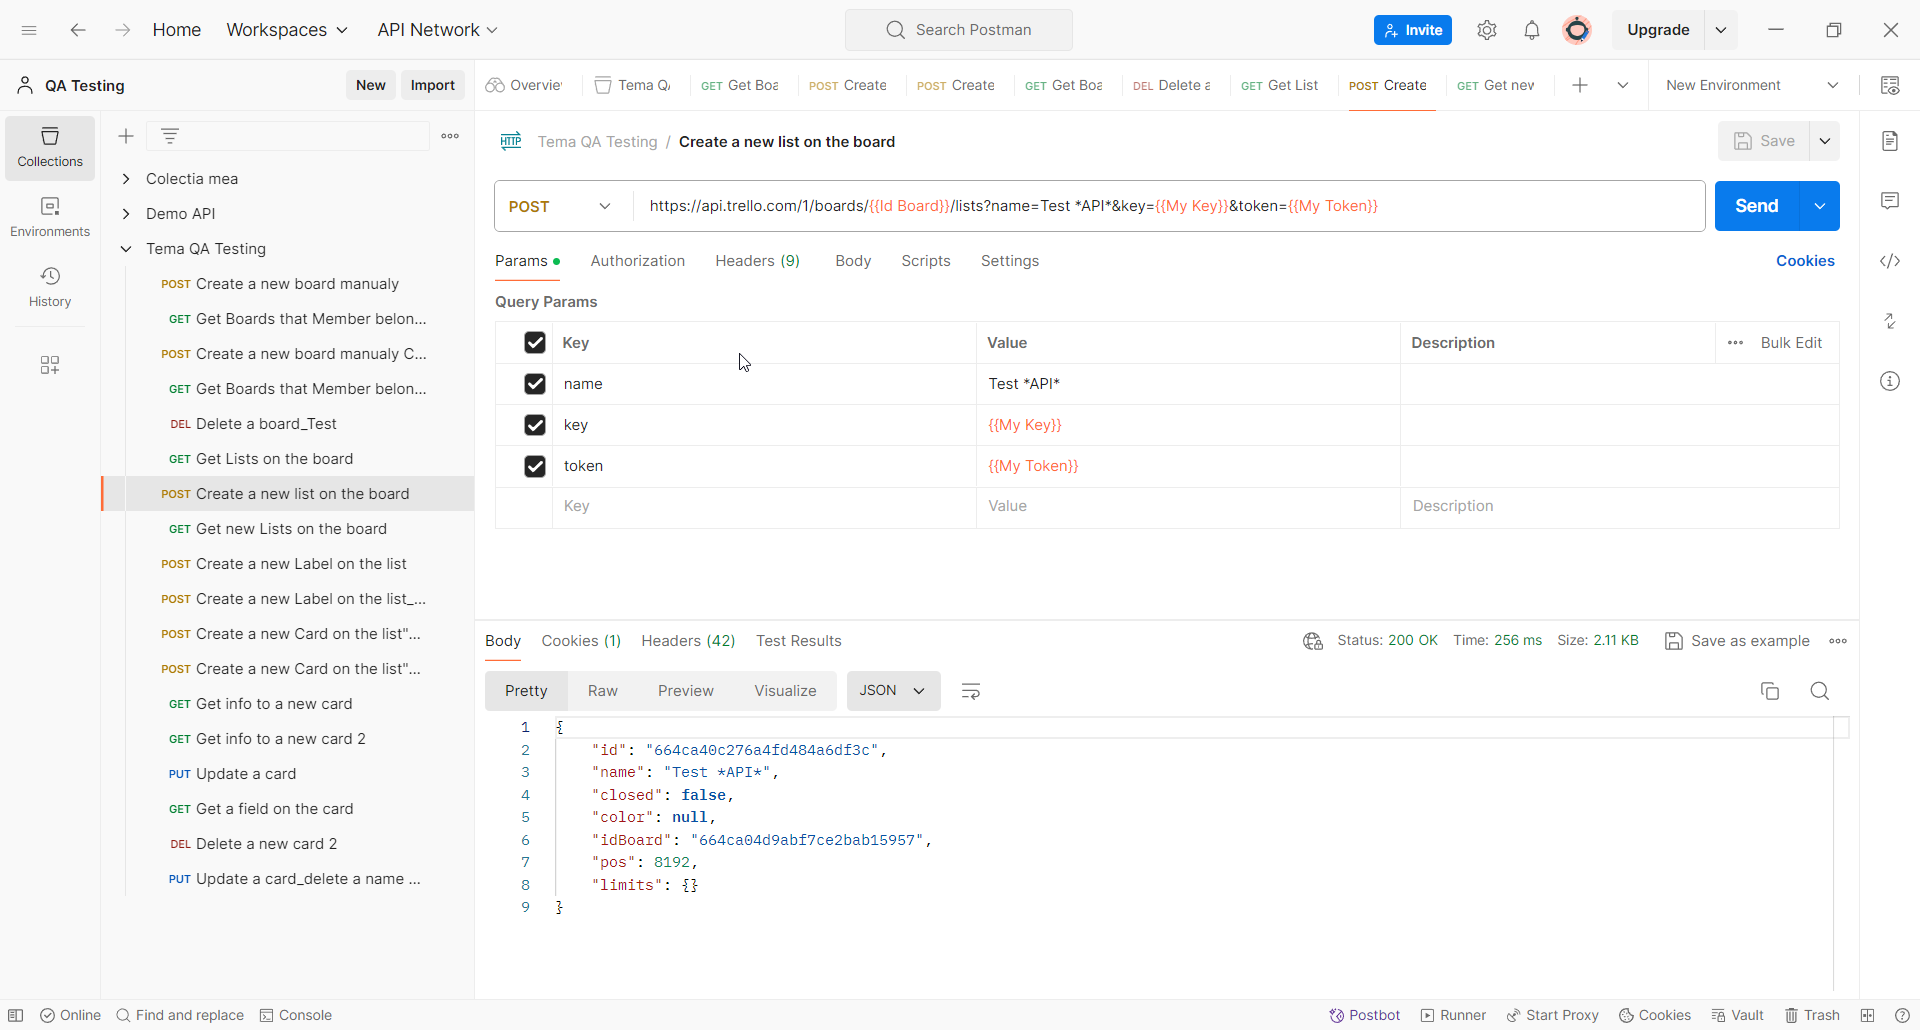 Home Workspaces API Network Search Postman Invite Upgrade
QA Testing New Import
Overvie Tema Q GET Get Boa POST Create POST Create GET Get Boa DEL Delete a GET Get List POST Create GET Get new New Environment
Collections
Environments
History
Colectia mea
Demo API
Tema QA Testing
POST Create a new board manualy
GET Get Boards that Member belon...
POST Create a new board manualy C...
GET Get Boards that Member belon...
DEL Delete a board_Test
GET Get Lists on the board
POST Create a new list on the board
GET Get new Lists on the board
POST Create a new Label on the list
POST Create a new Label on the list_...
POST Create a new Card on the list"...
POST Create a new Card on the list"...
GET Get info to a new card
GET Get info to a new card 2
PUT Update a card
GET Get a field on the card
DEL Delete a new card 2
PUT Update a card_delete a name ...
HTTP Tema QA Testing / Create a new list on the board Save
POST https://api.trello.com/1/boards/{{Id Board}}/lists?name=Test *API*&key={{My Key}}&token={{My Token}} Send
Params Authorization Headers (9) Body Scripts Settings Cookies
Query Params
Key Value Description Bulk Edit
name Test *API*
key {{My Key}}
token {{My Token}}
Key Value Description
Body Cookies (1) Headers (42) Test Results Status: 200 OK Time: 256 ms Size: 2.11 KB Save as example
Pretty Raw Preview Visualize JSON
1 {
2 "id": "664ca40c276a4fd484a6df3c",
3 "name": "Test *API*",
4 "closed": false,
5 "color": null,
6 "idBoard": "664ca04d9abf7ce2bab15957",
7 "pos": 8192,
8 "limits": {}
9 }
Online Find and replace Console Postbot Runner Start Proxy Cookies Vault Trash